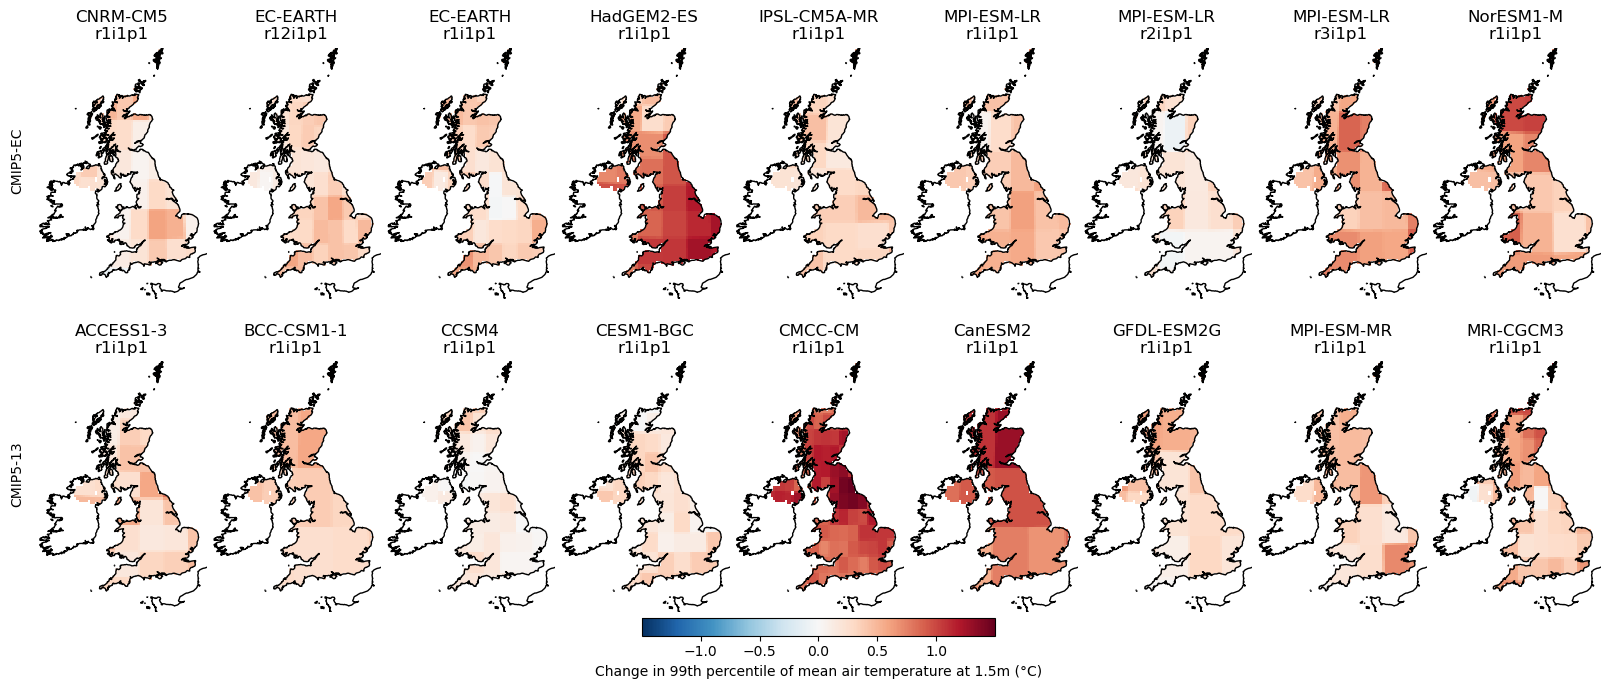 CNRM-CM5
r1i1p1
EC-EARTH
r12i1p1
EC-EARTH
r1i1p1
HadGEM2-ES
r1i1p1
IPSL-CM5A-MR
r1i1p1
MPI-ESM-LR
r1i1p1
MPI-ESM-LR
r2i1p1
MPI-ESM-LR
r3i1p1
NorESM1-M
r1i1p1
CMIP5-EC
ACCESS1-3
r1i1p1
BCC-CSM1-1
r1i1p1
CCSM4
r1i1p1
CESM1-BGC
r1i1p1
CMCC-CM
r1i1p1
CanESM2
r1i1p1
GFDL-ESM2G
r1i1p1
MPI-ESM-MR
r1i1p1
MRI-CGCM3
r1i1p1
CMIP5-13
−1.0 −0.5 0.0 0.5 1.0
Change in 99th percentile of mean air temperature at 1.5m (°C)